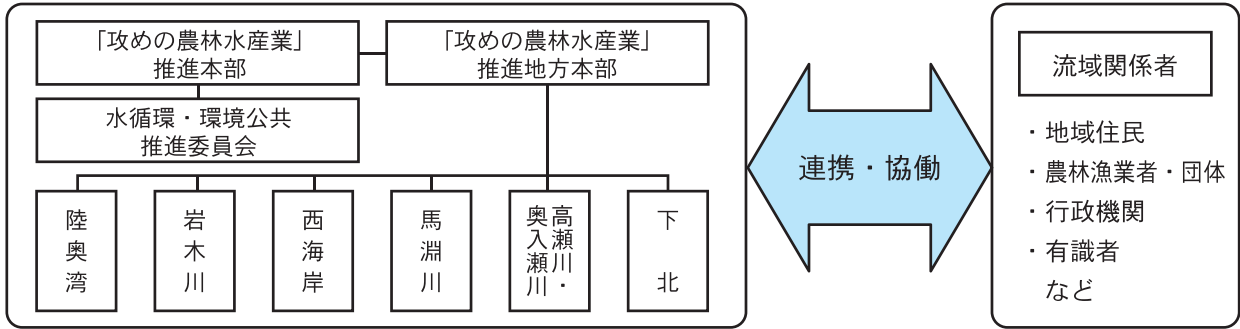 「攻めの農林水産業」
推進本部
「攻めの農林水産業」
推進地方本部
水循環・環境公共
推進委員会
陸奥湾
岩木川
西海岸
馬淵川
高瀬川・
奥入瀬川
下北
連携・協働
流域関係者
・地域住民
・農林漁業者・団体
・行政機関
・有識者
など